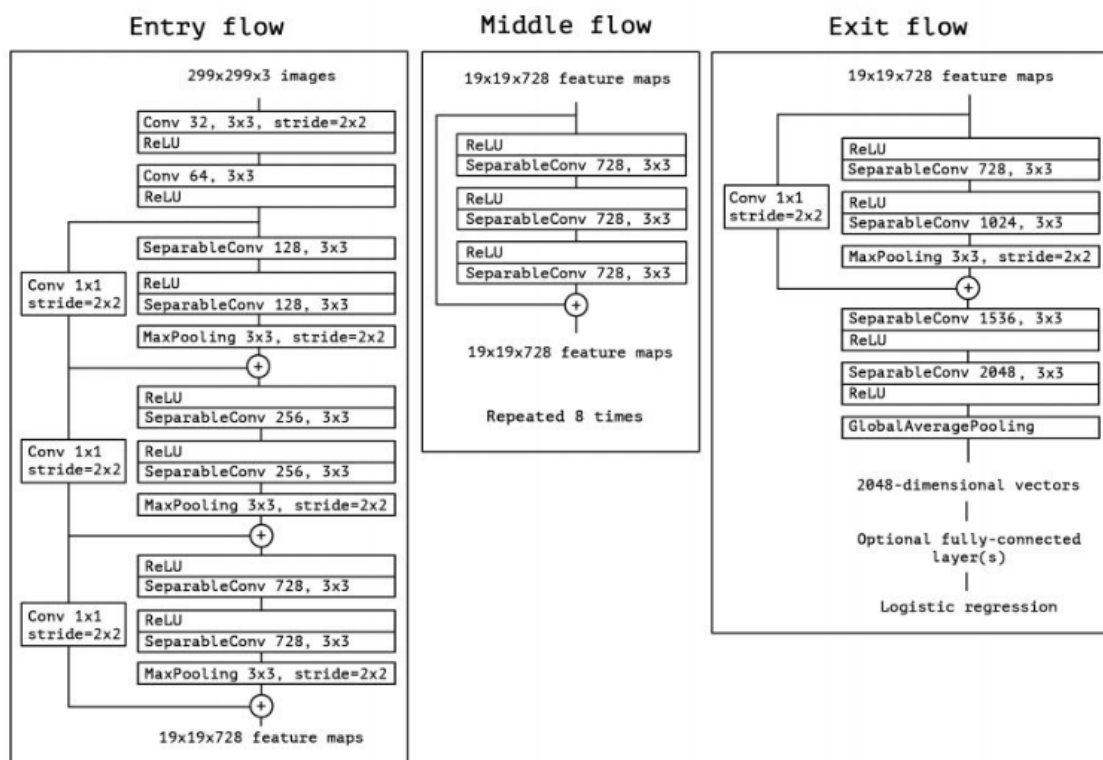 Entry flow
299x299x3 images
Conv 32, 3x3, stride=2x2
ReLU
Conv 64, 3x3
ReLU
SeparableConv 128, 3x3
Conv 1x1
stride=2x2
ReLU
SeparableConv 128, 3x3
MaxPooling 3x3, stride=2x2
+
ReLU
SeparableConv 256, 3x3
Conv 1x1
stride=2x2
ReLU
SeparableConv 256, 3x3
MaxPooling 3x3, stride=2x2
+
ReLU
SeparableConv 728, 3x3
Conv 1x1
stride=2x2
ReLU
SeparableConv 728, 3x3
MaxPooling 3x3, stride=2x2
+
19x19x728 feature maps
Middle flow
19x19x728 feature maps
ReLU
SeparableConv 728, 3x3
ReLU
SeparableConv 728, 3x3
ReLU
SeparableConv 728, 3x3
+
19x19x728 feature maps
Repeated 8 times
Exit flow
19x19x728 feature maps
ReLU
SeparableConv 728, 3x3
Conv 1x1
stride=2x2
ReLU
SeparableConv 1024, 3x3
MaxPooling 3x3, stride=2x2
+
SeparableConv 1536, 3x3
ReLU
SeparableConv 2048, 3x3
ReLU
GlobalAveragePooling
2048-dimensional vectors
Optional fully-connected
layer(s)
Logistic regression